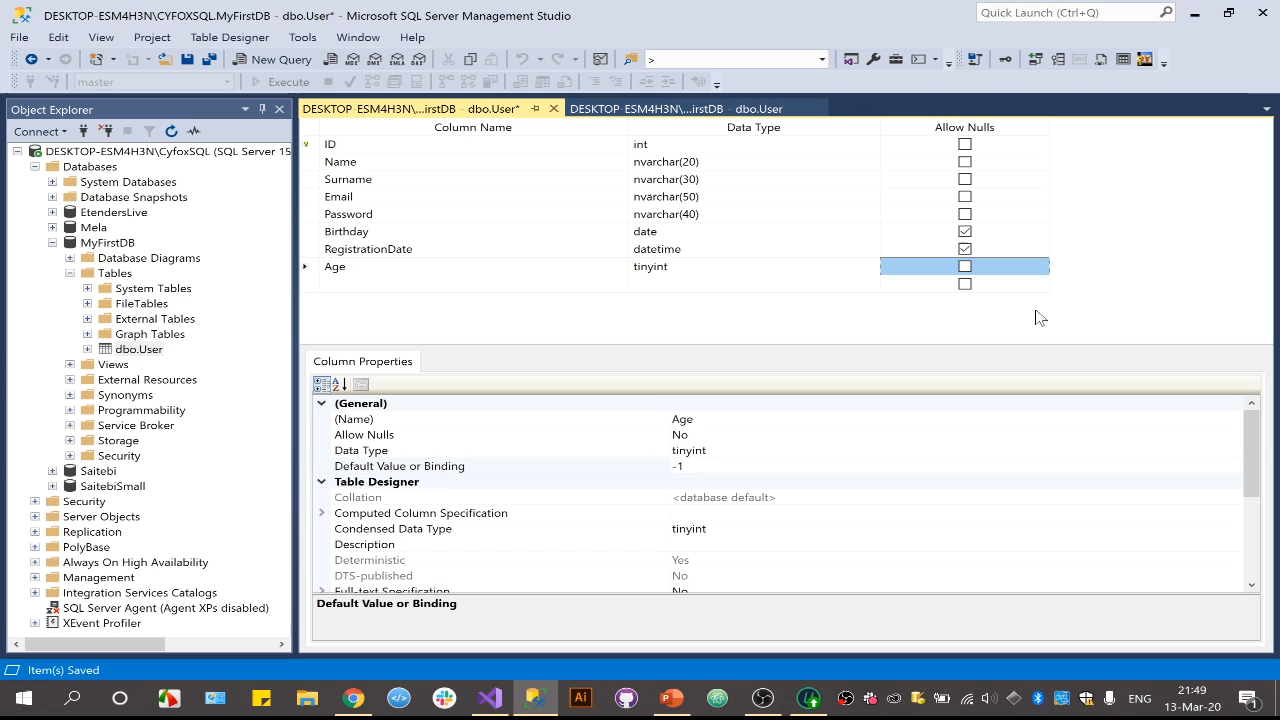 DESKTOP-ESM4H3N\CYFOXSQL.MyFirstDB - dbo.User* - Microsoft SQL Server Management Studio
Quick Launch (Ctrl+Q)
File Edit View Project Table Designer Tools Window Help
New Query
>
master
Execute
Object Explorer
DESKTOP-ESM4H3N\...irstDB - dbo.User*
DESKTOP-ESM4H3N\...irstDB - dbo.User
Connect
DESKTOP-ESM4H3N\CyfoxSQL (SQL Server 15
Databases
System Databases
Database Snapshots
EtendersLive
Mela
MyFirstDB
Database Diagrams
Tables
System Tables
FileTables
External Tables
Graph Tables
dbo.User
Views
External Resources
Synonyms
Programmability
Service Broker
Storage
Security
Saitebi
SaitebiSmall
Security
Server Objects
Replication
PolyBase
Always On High Availability
Management
Integration Services Catalogs
SQL Server Agent (Agent XPs disabled)
XEvent Profiler
Column Name Data Type Allow Nulls
ID int
Name nvarchar(20)
Surname nvarchar(30)
Email nvarchar(50)
Password nvarchar(40)
Birthday date
RegistrationDate datetime
Age tinyint
Column Properties
(General)
(Name) Age
Allow Nulls No
Data Type tinyint
Default Value or Binding -1
Table Designer
Collation <database default>
Computed Column Specification
Condensed Data Type tinyint
Description
Deterministic Yes
DTS-published No
Full-text Specification No
Default Value or Binding
Item(s) Saved
ENG
21:49
13-Mar-20